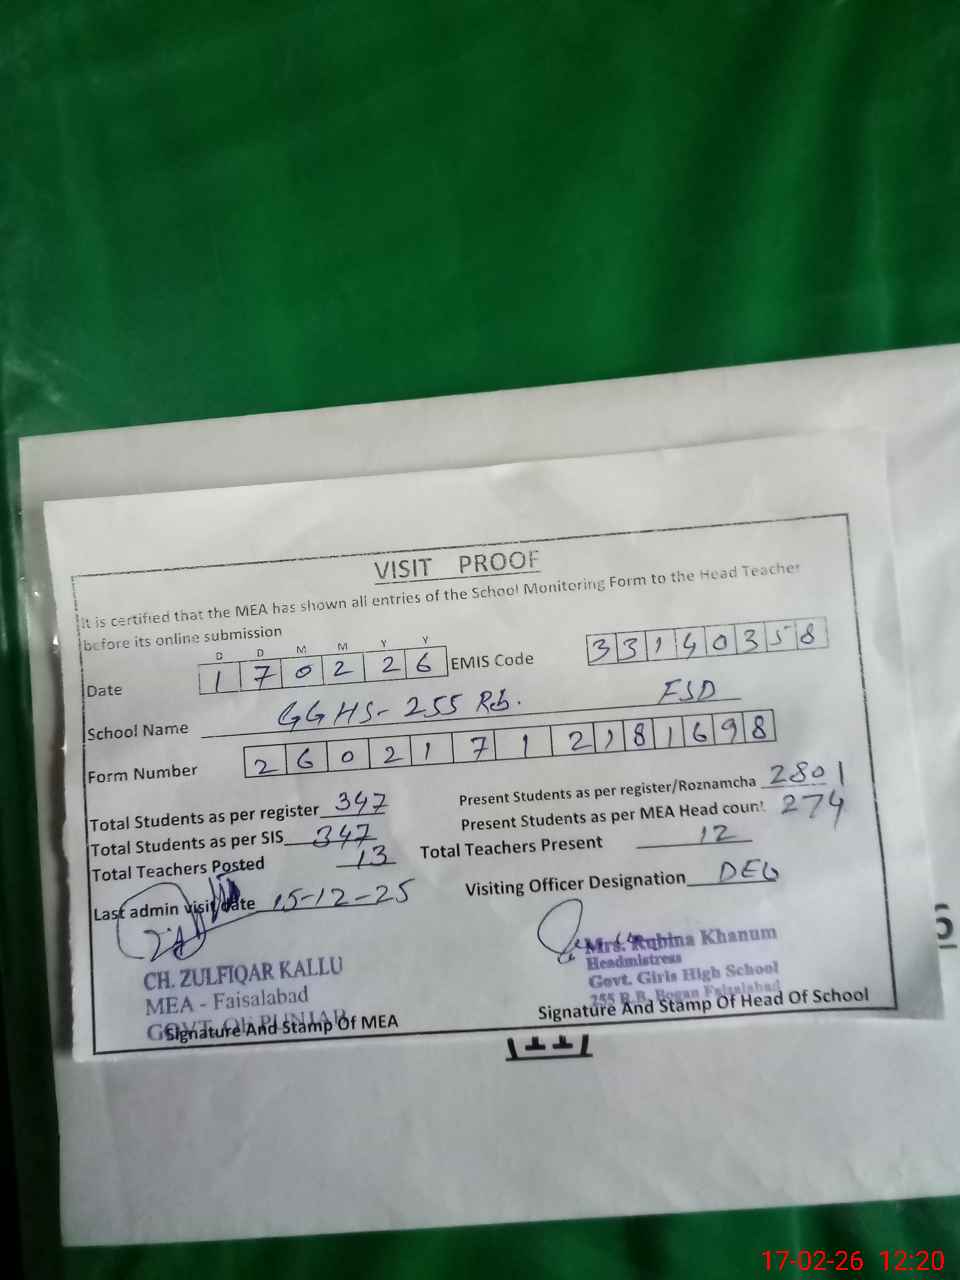 VISIT PROOF
It is certified that the MEA has shown all entries of the School Monitoring Form to the Head Teacher
before its online submission
D D M M Y Y
Date 1 7 0 2 2 6 EMIS Code 3 3 1 4 0 3 5 8
School Name GGHS- 255 Rb. FSD
Form Number 2 6 0 2 1 7 1 2 1 8 1 6 9 8
Total Students as per register 347 Present Students as per register/Roznamcha 280
Total Students as per SIS 347 Present Students as per MEA Head count 274
Total Teachers Posted 13 Total Teachers Present 12
Last admin visit date 15-12-25 Visiting Officer Designation DEO
CH. ZULFIQAR KALLU
MEA - Faisalabad
GOVT. OF PUNJAB
Signature And Stamp Of MEA
Mrs. Rubina Khanum
Headmistress
Govt. Girls High School
255 R.B. Faisalabad
Signature And Stamp Of Head Of School
17-02-26 12:20